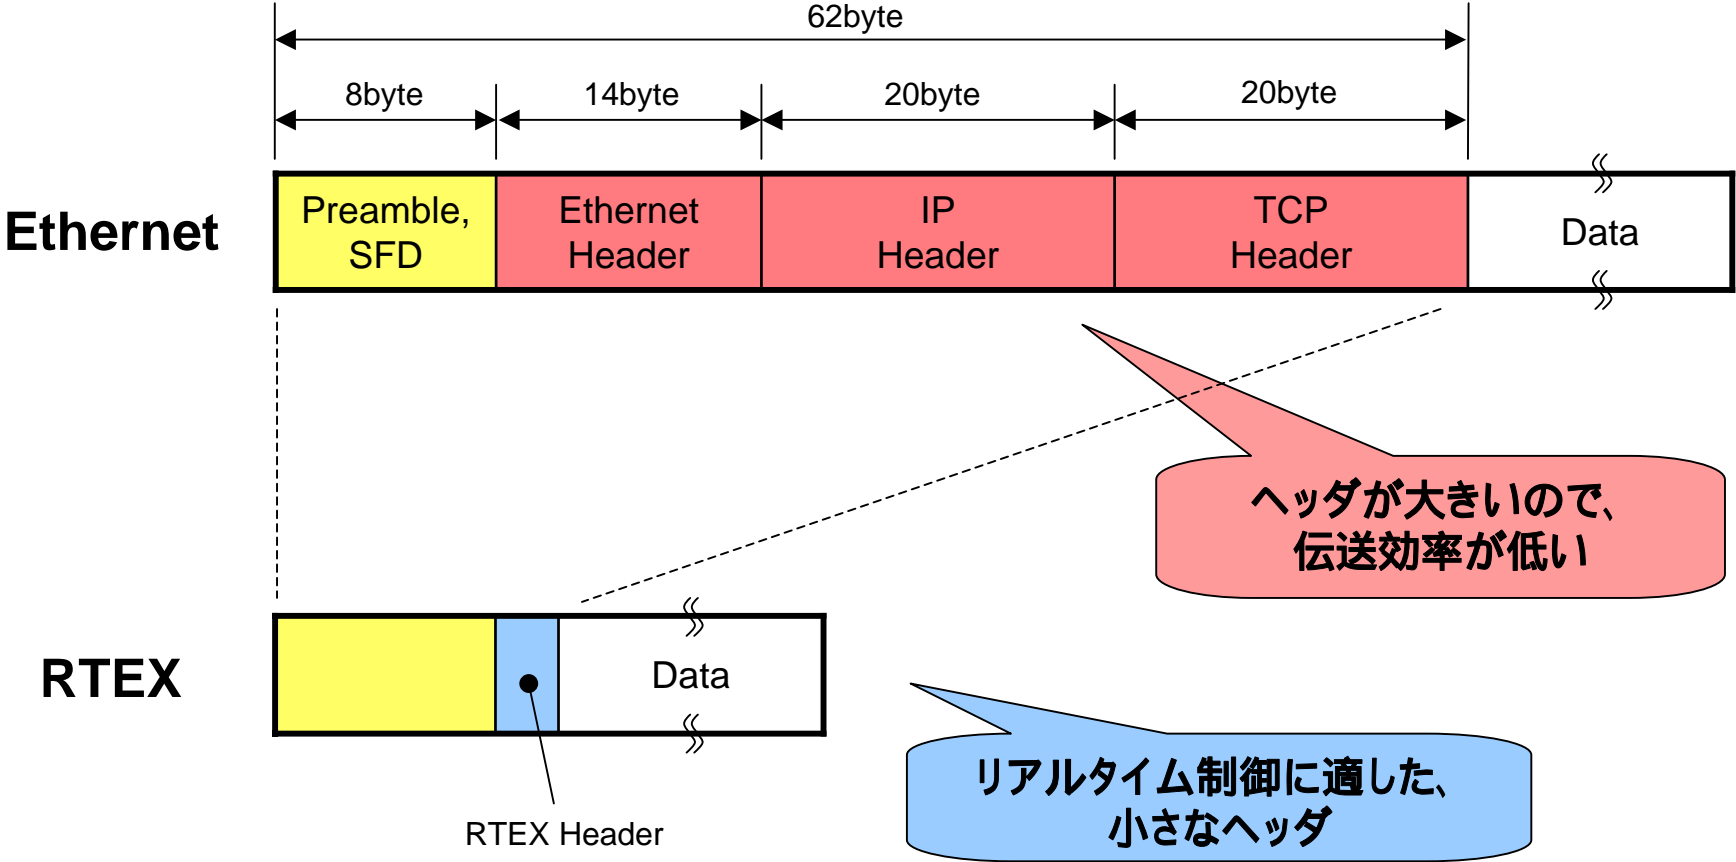 62byte
8byte
14byte
20byte
20byte
Ethernet
Preamble,
SFD
Ethernet
Header
IP
Header
TCP
Header
Data
ヘッダが大きいので、
伝送効率が低い
RTEX
Data
RTEX Header
リアルタイム制御に適した、
小さなヘッダ